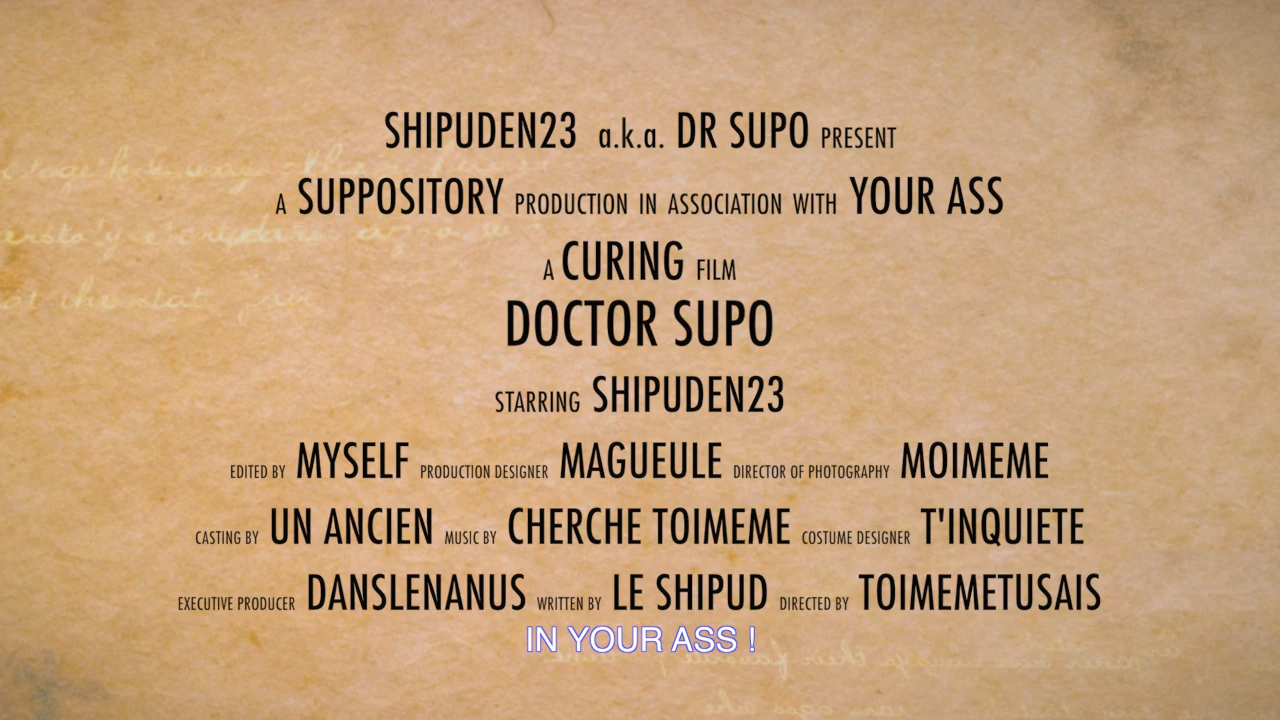 SHIPUDEN23 a.k.a. DR SUPO PRESENT
A SUPPOSITORY PRODUCTION IN ASSOCIATION WITH YOUR ASS
A CURING FILM
DOCTOR SUPO
STARRING SHIPUDEN23
EDITED BY MYSELF PRODUCTION DESIGNER MAGUEULE DIRECTOR OF PHOTOGRAPHY MOIMEME
CASTING BY UN ANCIEN MUSIC BY CHERCHE TOIMEME COSTUME DESIGNER T'INQUIETE
EXECUTIVE PRODUCER DANSLENANUS WRITTEN BY LE SHIPUD DIRECTED BY TOIMEMETUSAIS
IN YOUR ASS !